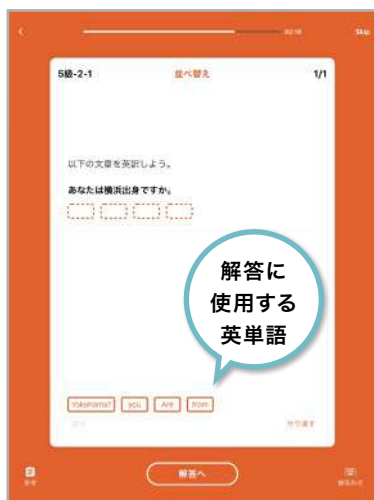 Skip
5級-2-1 並べ替え 1/1
以下の文章を英訳しよう。
あなたは横浜出身ですか。
解答に
使用する
英単語
Yokohama? you Are from
やり直す
解答へ